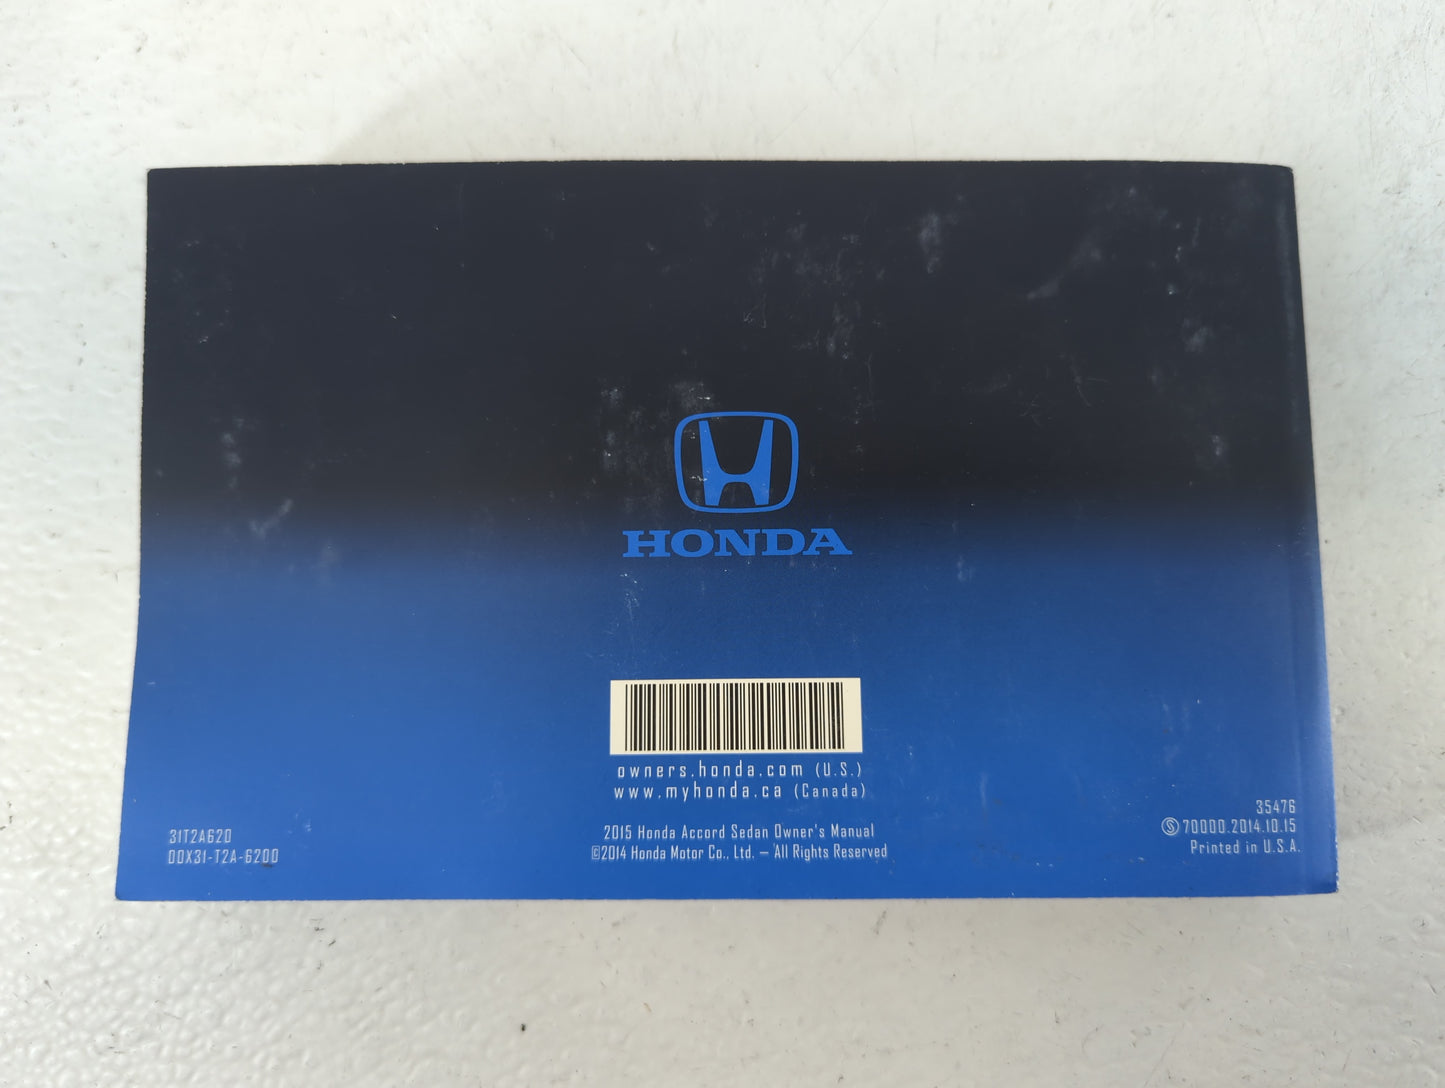 HONDA
owners.honda.com (U.S.)
www.myhonda.ca (Canada)
31T2A620
00X31-T2A-6200
2015 Honda Accord Sedan Owner's Manual
©2014 Honda Motor Co., Ltd. — All Rights Reserved
35476
Ⓢ 70000.2014.10.15
Printed in U.S.A.